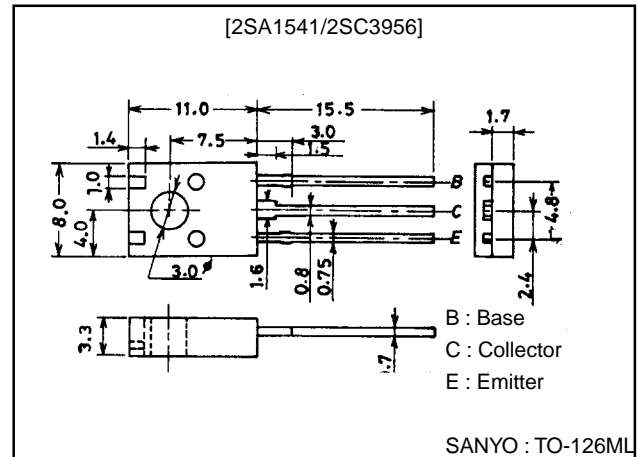 [2SA1541/2SC3956]
11.0
15.5
1.7
1.4
7.5
3.0
1.5
8.0
1.0
4.0
B
C
E
4.8
2.4
3.0ø
1.6
0.8
0.75
3.3
B : Base
C : Collector
E : Emitter
SANYO : TO-126ML